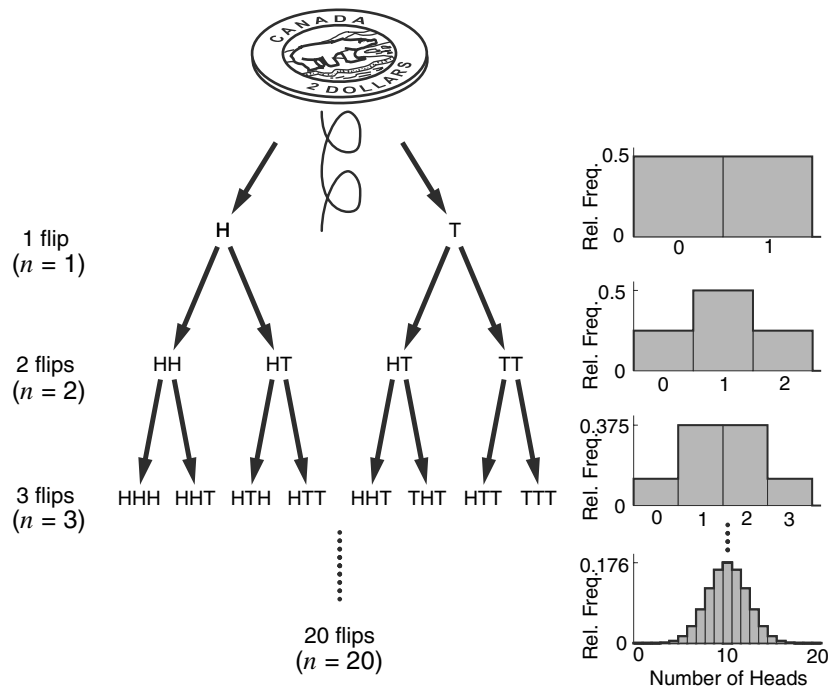 CANADA
2 DOLLARS
1 flip
(n = 1)
H
T
Rel. Freq.
0.5
0
0
1
2 flips
(n = 2)
HH
HT
HT
TT
Rel. Freq.
0.5
0
0
1
2
3 flips
(n = 3)
HHH
HHT
HTH
HTT
HHT
THT
HTT
TTT
Rel. Freq.
0.375
0
0
1
2
3
20 flips
(n = 20)
Rel. Freq.
0.176
0
0
10
20
Number of Heads